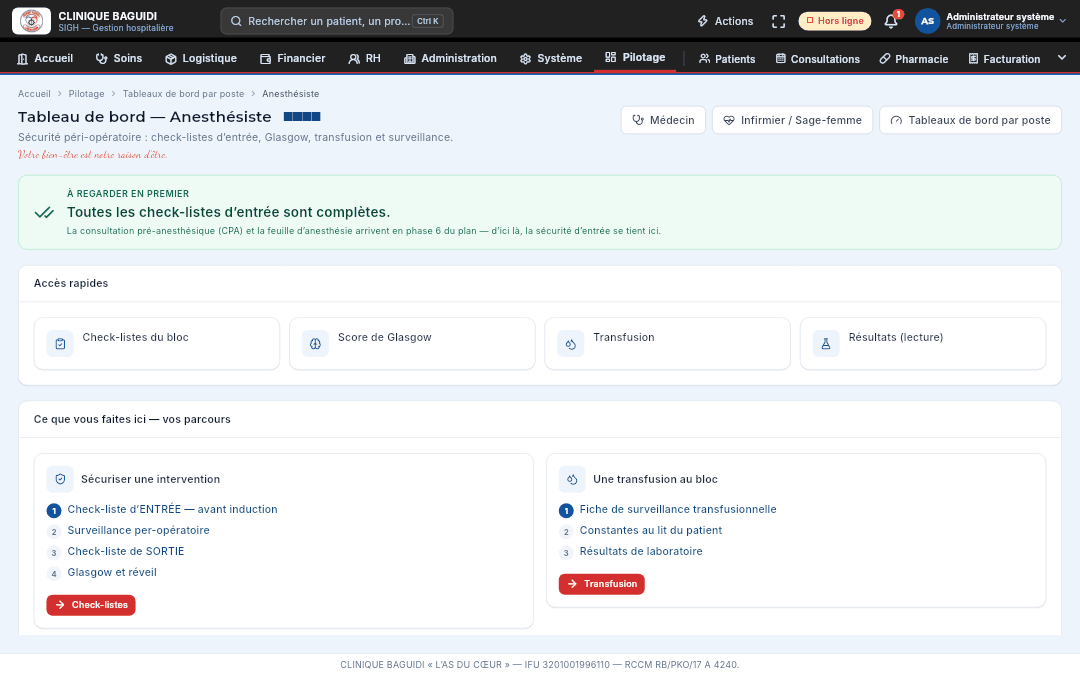 CLINIQUE BAGUIDI
SIGH — Gestion hospitalière
Rechercher un patient, un pro... Ctrl K
Actions
Hors ligne
1
AS
Administrateur système
Administrateur système
Accueil
Soins
Logistique
Financier
RH
Administration
Système
Pilotage
Patients
Consultations
Pharmacie
Facturation
Accueil > Pilotage > Tableaux de bord par poste > Anesthésiste
Tableau de bord — Anesthésiste
Sécurité péri-opératoire : check-listes d'entrée, Glasgow, transfusion et surveillance.
Votre bien-être est notre raison d'être.
Médecin
Infirmier / Sage-femme
Tableaux de bord par poste
À REGARDER EN PREMIER
Toutes les check-listes d'entrée sont complètes.
La consultation pré-anesthésique (CPA) et la feuille d'anesthésie arrivent en phase 6 du plan — d'ici là, la sécurité d'entrée se tient ici.
Accès rapides
Check-listes du bloc
Score de Glasgow
Transfusion
Résultats (lecture)
Ce que vous faites ici — vos parcours
Sécuriser une intervention
1 Check-liste d'ENTRÉE — avant induction
2 Surveillance per-opératoire
3 Check-liste de SORTIE
4 Glasgow et réveil
Check-listes
Une transfusion au bloc
1 Fiche de surveillance transfusionnelle
2 Constantes au lit du patient
3 Résultats de laboratoire
Transfusion
CLINIQUE BAGUIDI « L'AS DU CŒUR » — IFU 3201001996110 — RCCM RB/PKO/17 A 4240.